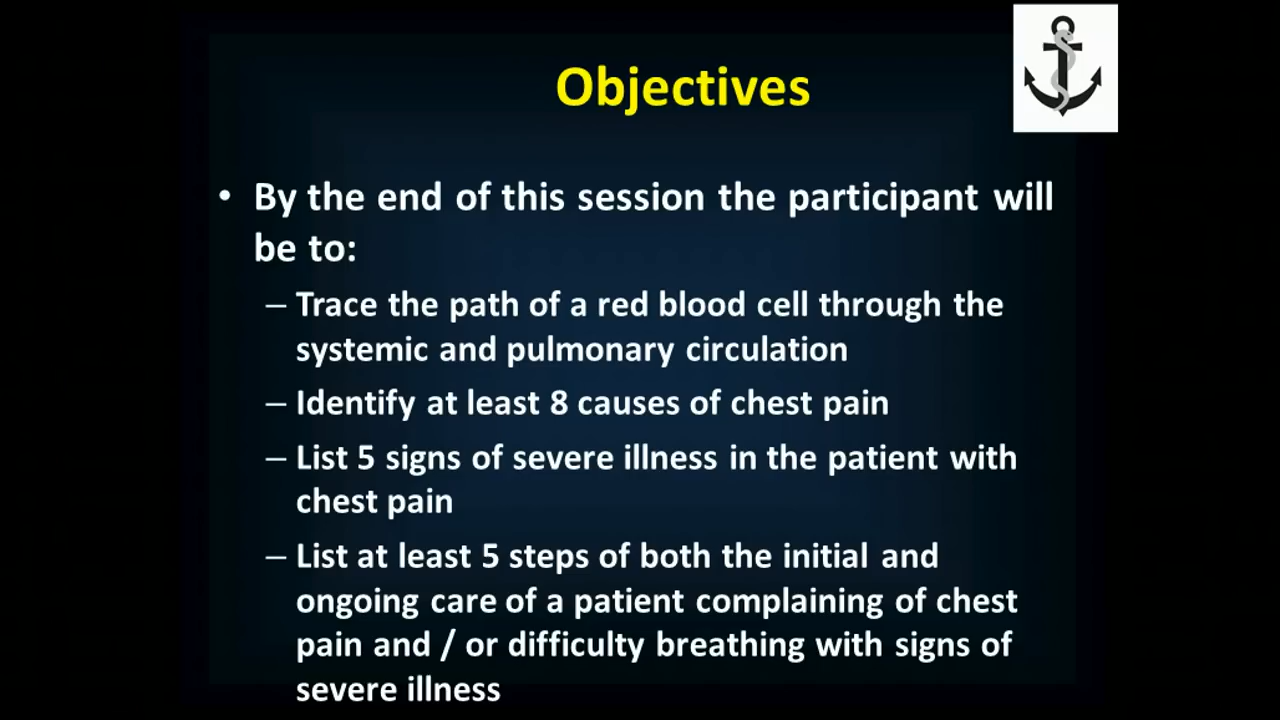 Objectives
• By the end of this session the participant will
be to:
– Trace the path of a red blood cell through the
systemic and pulmonary circulation
– Identify at least 8 causes of chest pain
– List 5 signs of severe illness in the patient with
chest pain
– List at least 5 steps of both the initial and
ongoing care of a patient complaining of chest
pain and / or difficulty breathing with signs of
severe illness